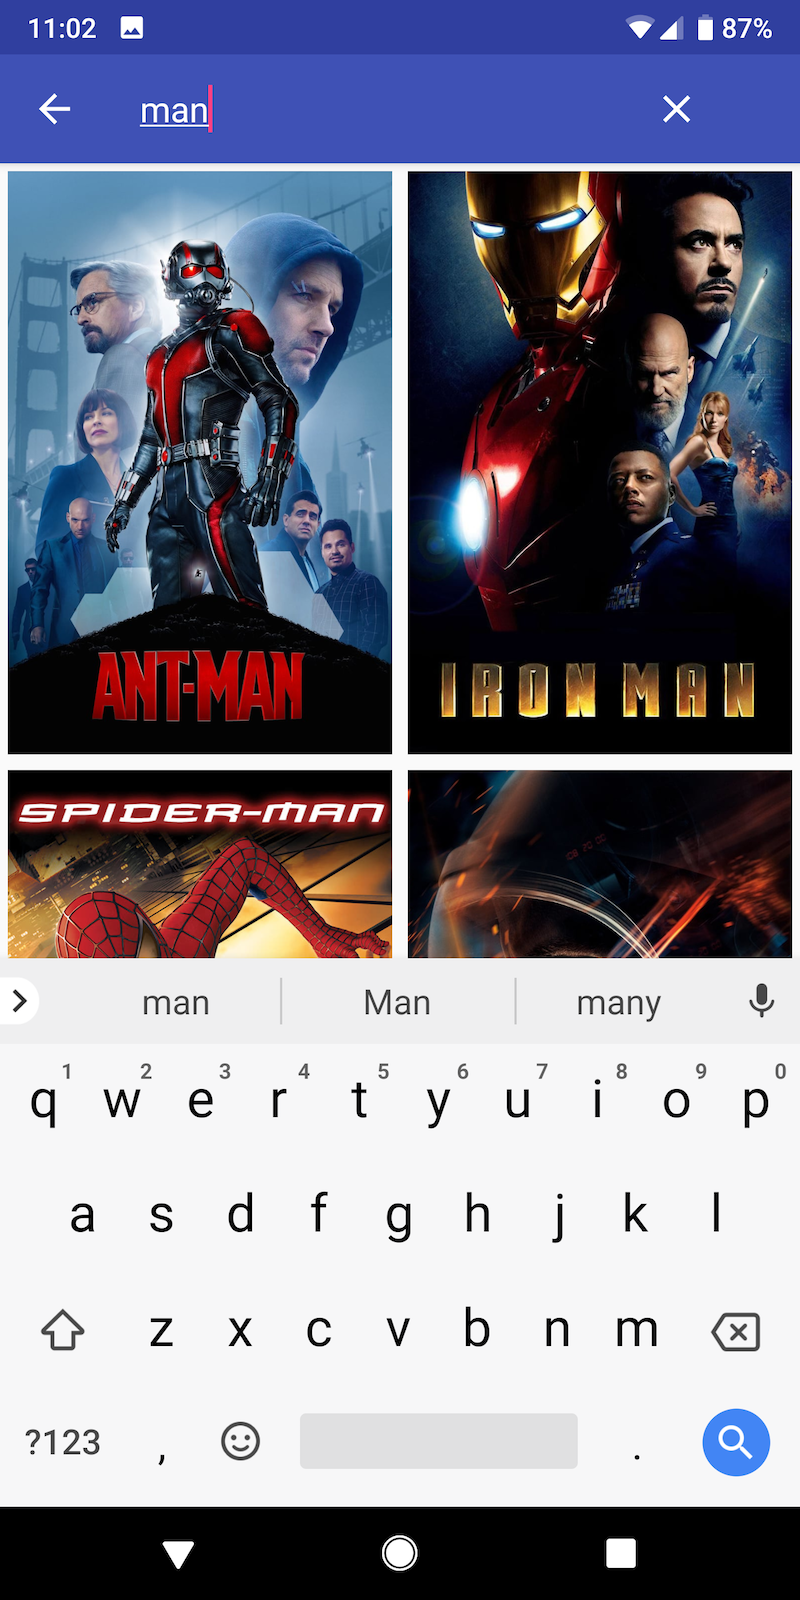 11:02 87%
man
ANT-MAN
IRON MAN
SPIDER-MAN
man Man many
1 2 3 4 5 6 7 8 9 0
q w e r t y u i o p
a s d f g h j k l
z x c v b n m
?123 , .